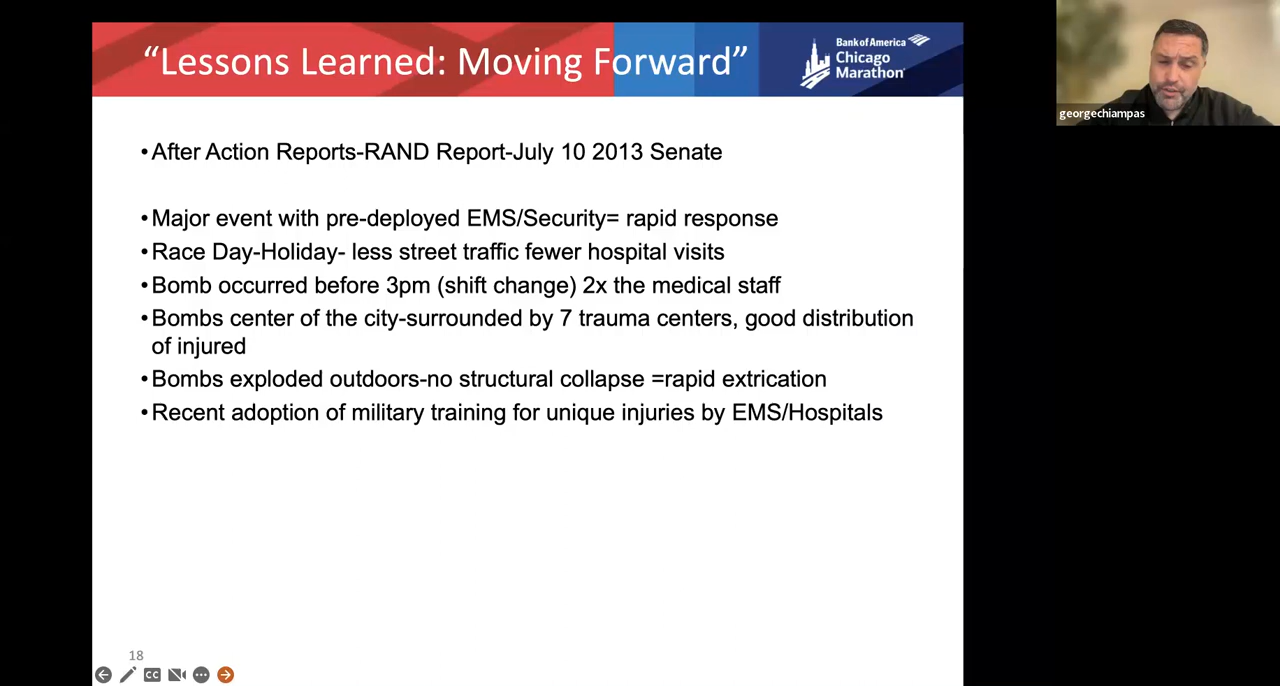 “Lessons Learned: Moving Forward”
Bank of America
Chicago
Marathon
georgechiampas
•After Action Reports-RAND Report-July 10 2013 Senate
•Major event with pre-deployed EMS/Security= rapid response
•Race Day-Holiday- less street traffic fewer hospital visits
•Bomb occurred before 3pm (shift change) 2x the medical staff
•Bombs center of the city-surrounded by 7 trauma centers, good distribution
of injured
•Bombs exploded outdoors-no structural collapse =rapid extrication
•Recent adoption of military training for unique injuries by EMS/Hospitals
18
CC